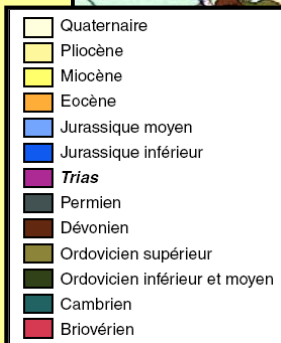 Quaternaire
Pliocène
Miocène
Eocène
Jurassique moyen
Jurassique inférieur
Trias
Permien
Dévonien
Ordovicien supérieur
Ordovicien inférieur et moyen
Cambrien
Briovérien